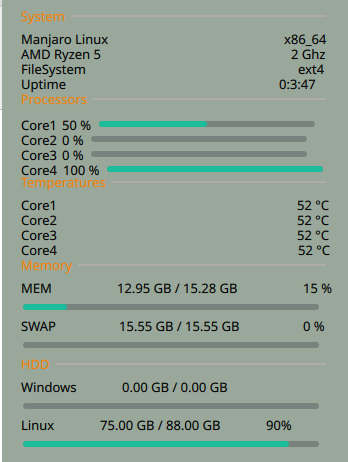 System
Manjaro Linux x86_64
AMD Ryzen 5 2 Ghz
FileSystem ext4
Uptime 0:3:47
Processors
Core1 50 %
Core2 0 %
Core3 0 %
Core4 100 %
Temperatures
Core1 52 °C
Core2 52 °C
Core3 52 °C
Core4 52 °C
Memory
MEM 12.95 GB / 15.28 GB 15 %
SWAP 15.55 GB / 15.55 GB 0 %
HDD
Windows 0.00 GB / 0.00 GB
Linux 75.00 GB / 88.00 GB 90%